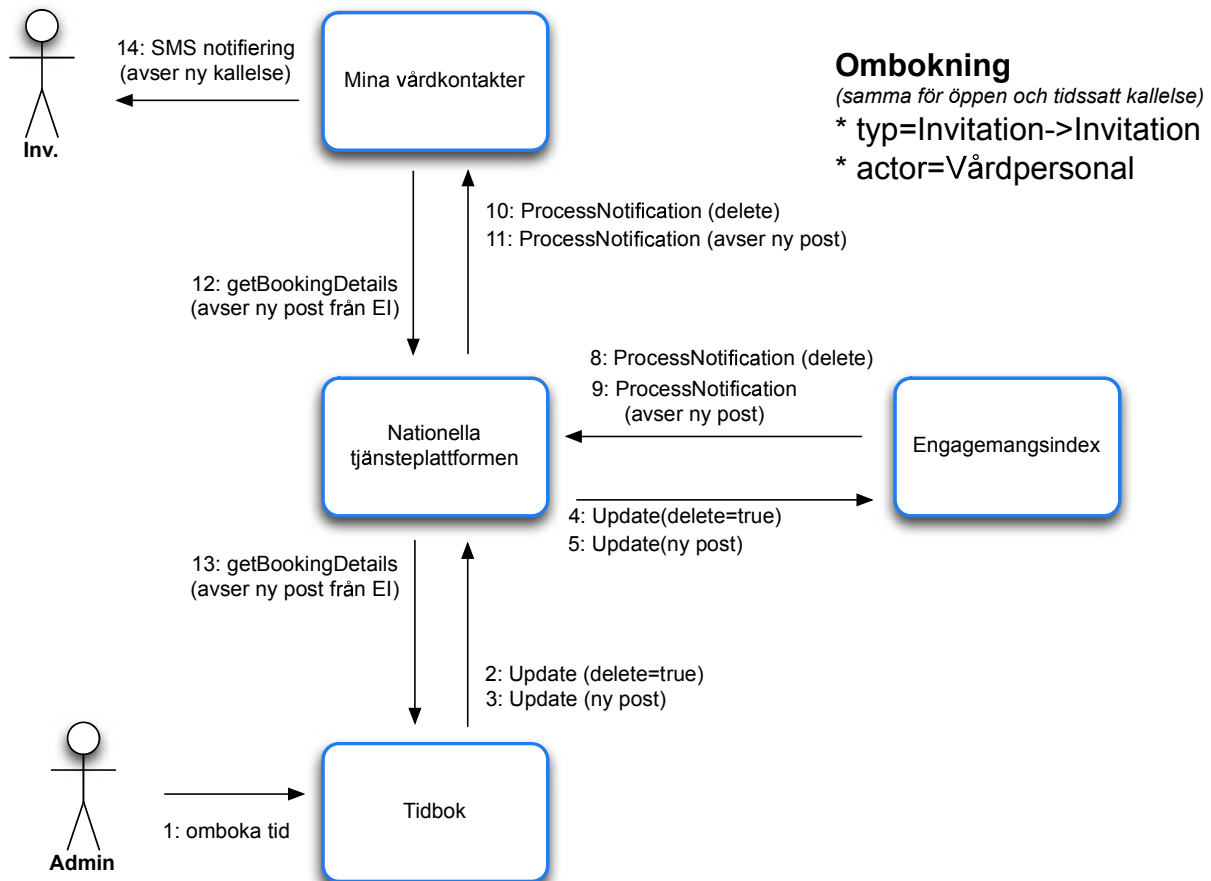 14: SMS notifiering
(avser ny kallelse)
Inv.
Mina vårdkontakter
Ombokning
(samma för öppen och tidssatt kallelse)
* typ=Invitation->Invitation
* actor=Vårdpersonal
10: ProcessNotification (delete)
11: ProcessNotification (avser ny post)
12: getBookingDetails
(avser ny post från EI)
8: ProcessNotification (delete)
9: ProcessNotification
(avser ny post)
Nationella
tjänsteplattformen
Engagemangsindex
4: Update(delete=true)
5: Update(ny post)
13: getBookingDetails
(avser ny post från EI)
2: Update (delete=true)
3: Update (ny post)
Tidbok
1: omboka tid
Admin